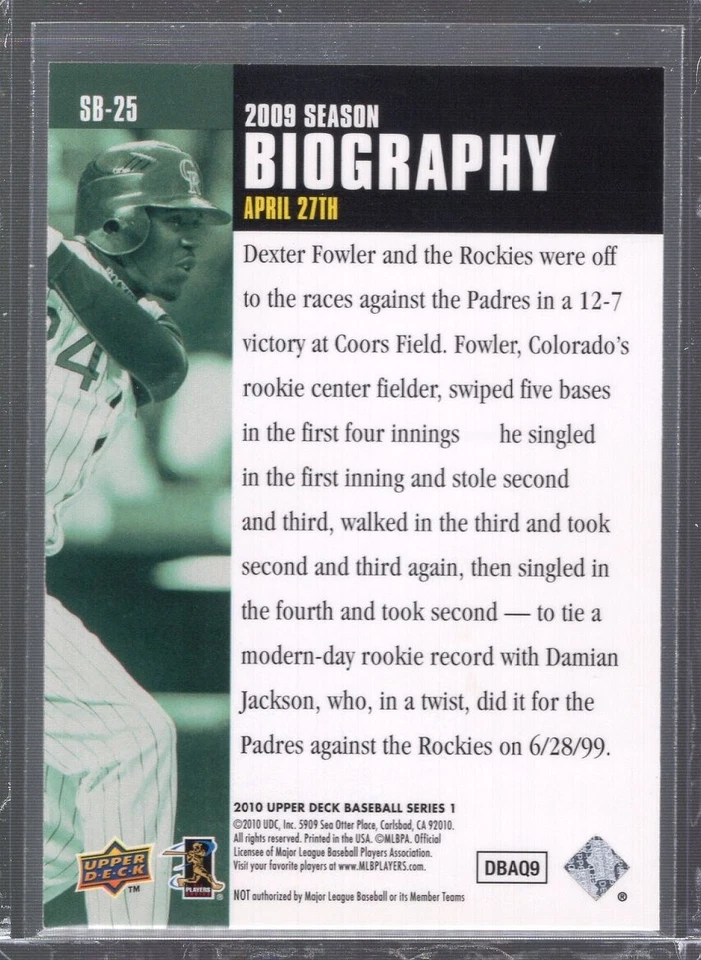 SB-25
2009 SEASON
BIOGRAPHY
APRIL 27TH
Dexter Fowler and the Rockies were off
to the races against the Padres in a 12-7
victory at Coors Field. Fowler, Colorado's
rookie center fielder, swiped five bases
in the first four innings he singled
in the first inning and stole second
and third, walked in the third and took
second and third again, then singled in
the fourth and took second — to tie a
modern-day rookie record with Damian
Jackson, who, in a twist, did it for the
Padres against the Rockies on 6/28/99.
2010 UPPER DECK BASEBALL SERIES 1
©2010 UDC, Inc. 5909 Sea Otter Place, Carlsbad, CA 92010.
All rights reserved. Printed in the USA. ©MLBPA. Official
Licensee of Major League Baseball Players Association.
Visit your favorite players at www.MLBPLAYERS.com.
NOT authorized by Major League Baseball or its Member Teams
DBAQ9
®
UPPER
DECK
TM
PLAYERS
CR
24